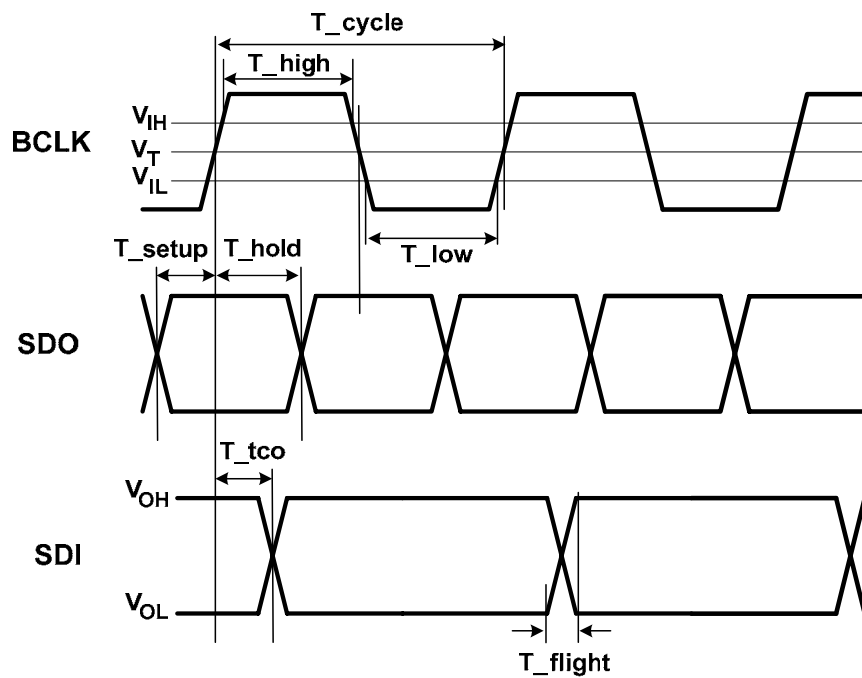 T_cycle
T_high
BCLK
VIH
VT
VIL
T_low
T_setup
T_hold
SDO
T_tco
VOH
SDI
VOL
T_flight